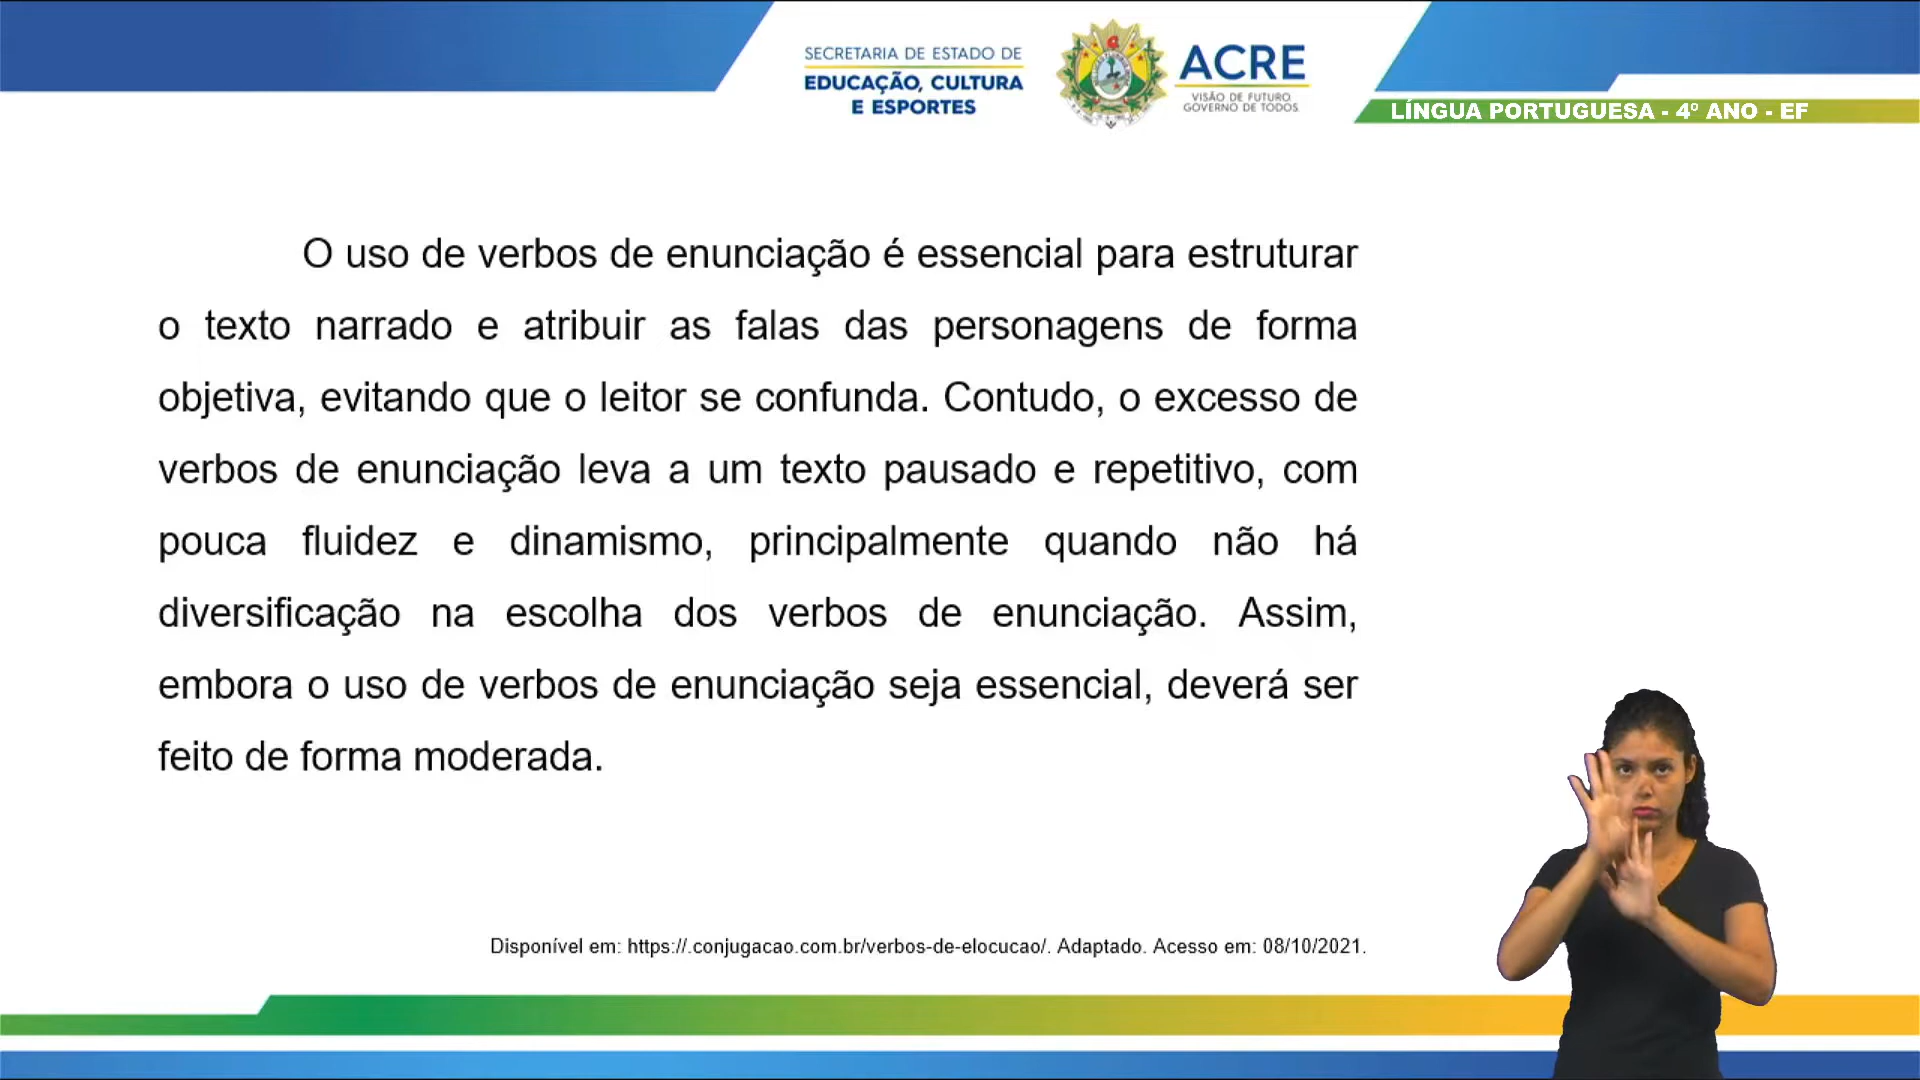 SECRETARIA DE ESTADO DE
EDUCAÇÃO, CULTURA
E ESPORTES
ACRE
VISÃO DE FUTURO.
GOVERNO DE TODOS.
LÍNGUA PORTUGUESA - 4º ANO - EF
O uso de verbos de enunciação é essencial para estruturar
o texto narrado e atribuir as falas das personagens de forma
objetiva, evitando que o leitor se confunda. Contudo, o excesso de
verbos de enunciação leva a um texto pausado e repetitivo, com
pouca fluidez e dinamismo, principalmente quando não há
diversificação na escolha dos verbos de enunciação. Assim,
embora o uso de verbos de enunciação seja essencial, deverá ser
feito de forma moderada.
Disponível em: https://.conjugacao.com.br/verbos-de-elocucao/. Adaptado. Acesso em: 08/10/2021.